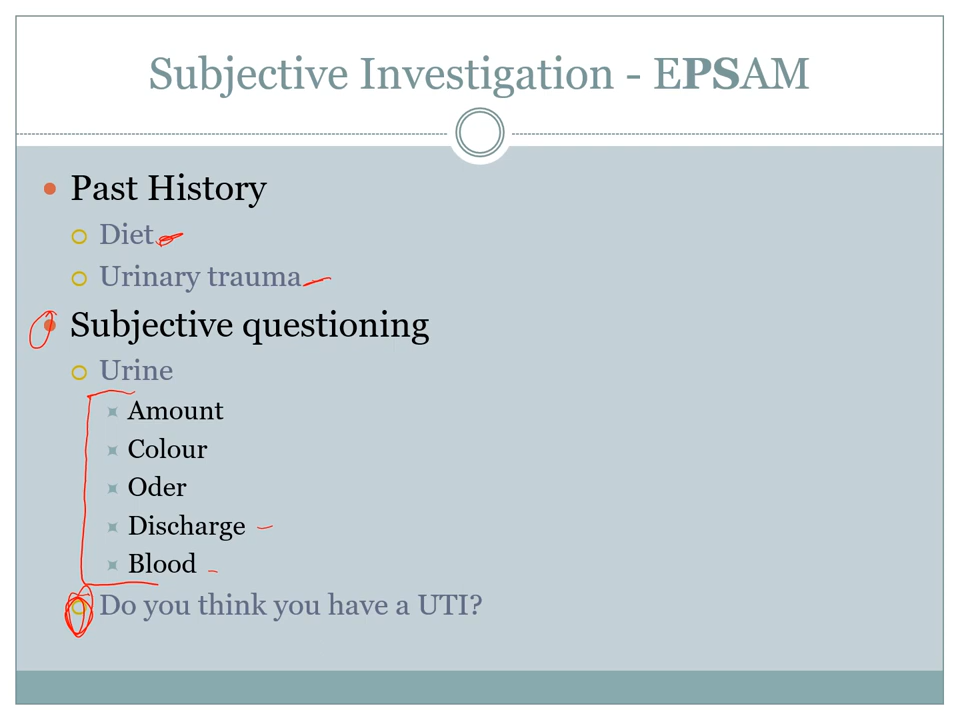 Subjective Investigation - EPSAM
Past History
Diet
Urinary trauma
Subjective questioning
Urine
Amount
Colour
Oder
Discharge
Blood
Do you think you have a UTI?